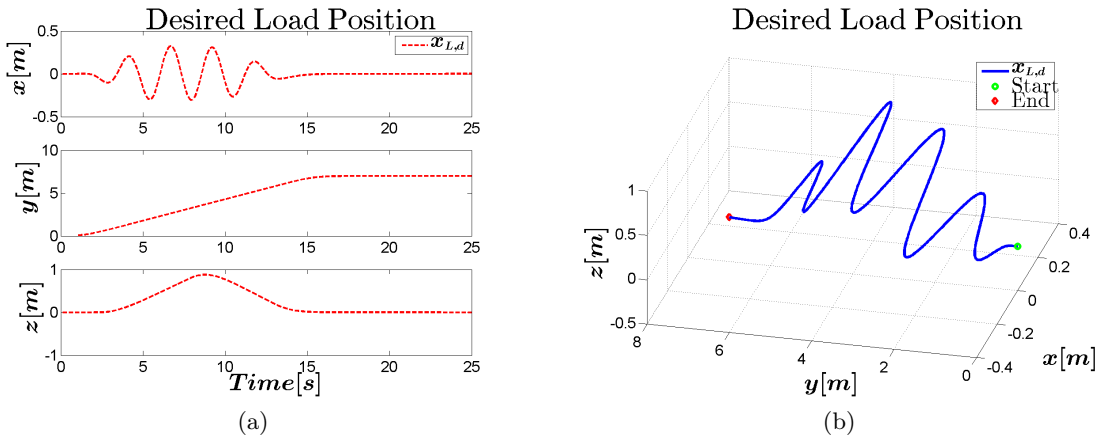 Desired Load Position
x[m]
0.5
0
-0.5
x_{L,d}
0 5 10 15 20 25
y[m]
10
5
0
0 5 10 15 20 25
z[m]
1
0
-1
0 5 10 15 20 25
Time[s]
(a)
Desired Load Position
x_{L,d}
Start
End
z[m]
1
0.5
0
-0.5
8 6 4 2 0
y[m]
0.4
0.2
0
-0.2
-0.4
x[m]
(b)